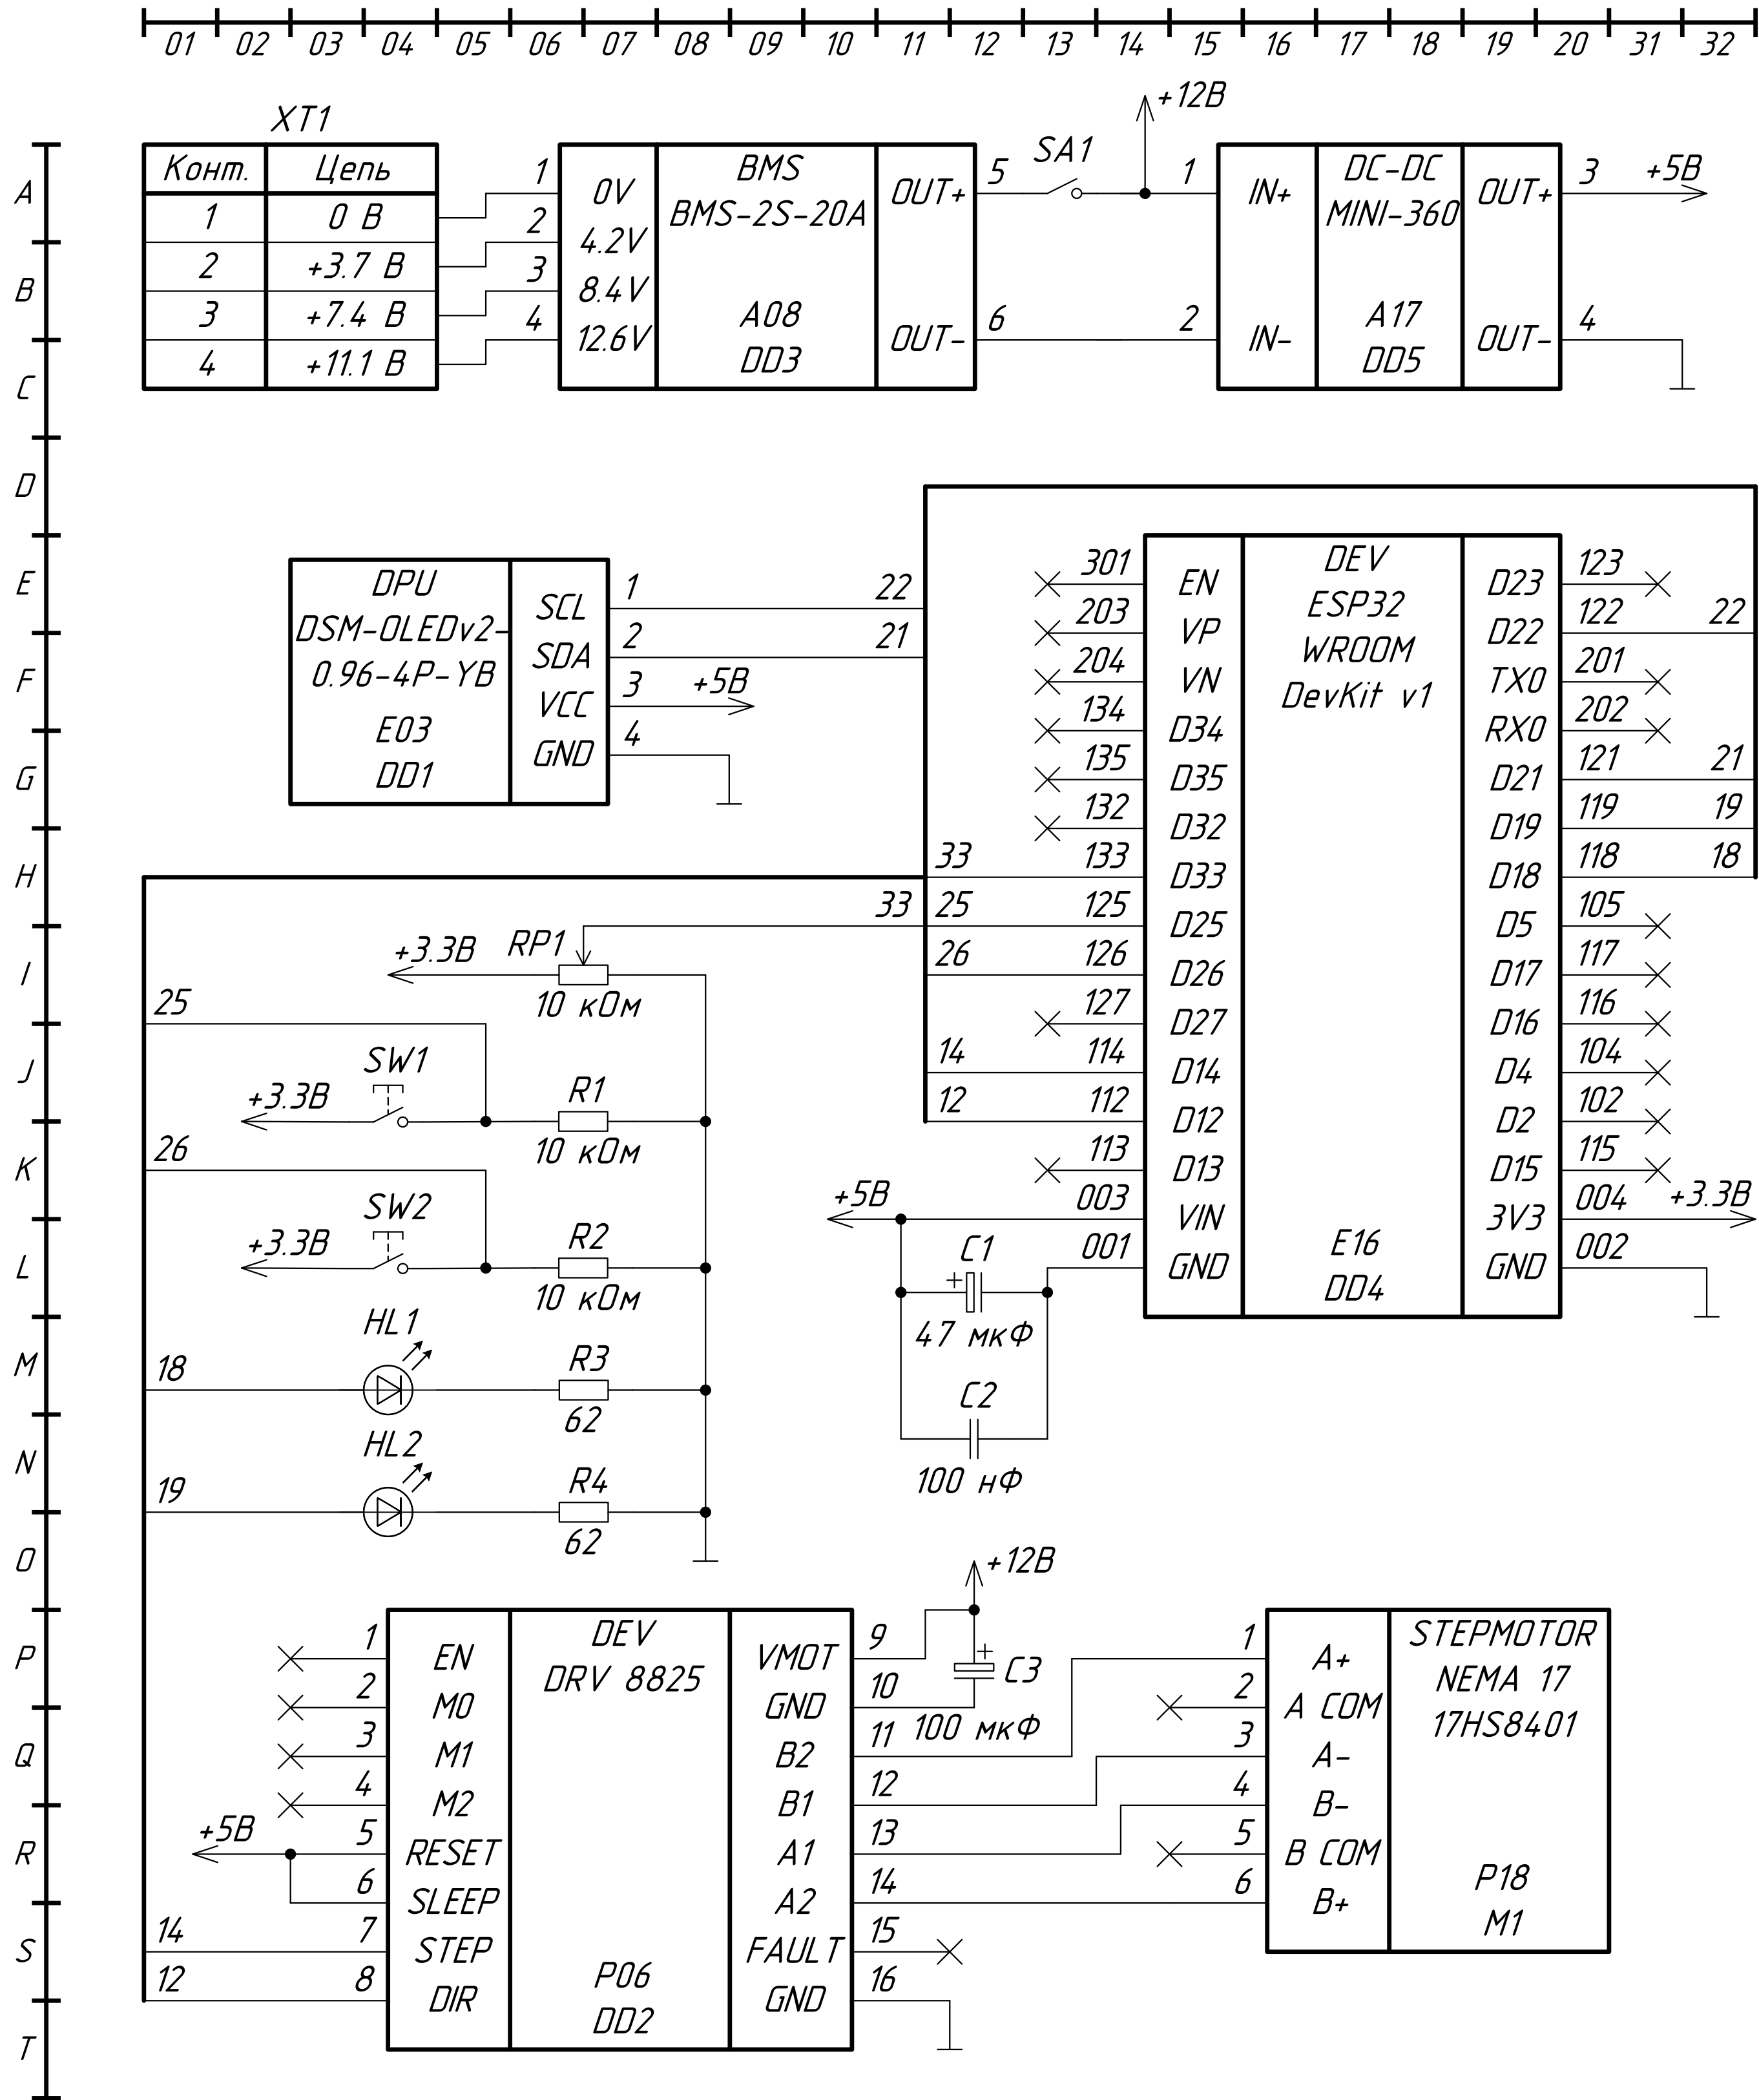 01 02 03 04 05 06 07 08 09 10 11 12 13 14 15 16 17 18 19 20 31 32
A
B
C
D
E
F
G
H
I
J
K
L
M
N
O
P
Q
R
S
T
XT1
Конт. Цепь
1 0 В
2 +3.7 В
3 +7.4 В
4 +11.1 В
1
2
3
4
0V
4.2V
8.4V
12.6V
BMS
BMS-2S-20A
A08
DD3
OUT+
OUT-
5
6
SA1
+12В
1
2
IN+
IN-
DC-DC
MINI-360
A17
DD5
OUT+
OUT-
3 +5В
4
DPU
DSM-OLEDv2-
0.96-4P-YB
E03
DD1
SCL
SDA
VCC
GND
1 22
2 21
3 +5В
4
301 EN
203 VP
204 VN
134 D34
135 D35
132 D32
33 133 D33
25 125 D25
26 126 D26
127 D27
14 114 D14
12 112 D12
113 D13
+5В 003 VIN
001 GND
DEV
ESP32
WROOM
DevKit v1
E16
DD4
D23 123
D22 122 22
TX0 201
RX0 202
D21 121 21
D19 119 19
D18 118 18
D5 105
D17 117
D16 116
D4 104
D2 102
D15 115
3V3 004 +3.3В
GND 002
33
+3.3В RP1
10 кОм
25
SW1
+3.3В R1
10 кОм
26
SW2
+3.3В R2
10 кОм
HL1
18 R3
62
HL2
19 R4
62
C1
+
47 мкФ
C2
100 нФ
+12В
+
C3
100 мкФ
1 EN
2 M0
3 M1
4 M2
+5В 5 RESET
6 SLEEP
14 7 STEP
12 8 DIR
DEV
DRV 8825
P06
DD2
VMOT 9
GND 10
B2 11
B1 12
A1 13
A2 14
FAULT 15
GND 16
1 A+
2 A COM
3 A-
4 B-
5 B COM
6 B+
STEPMOTOR
NEMA 17
17HS8401
P18
M1